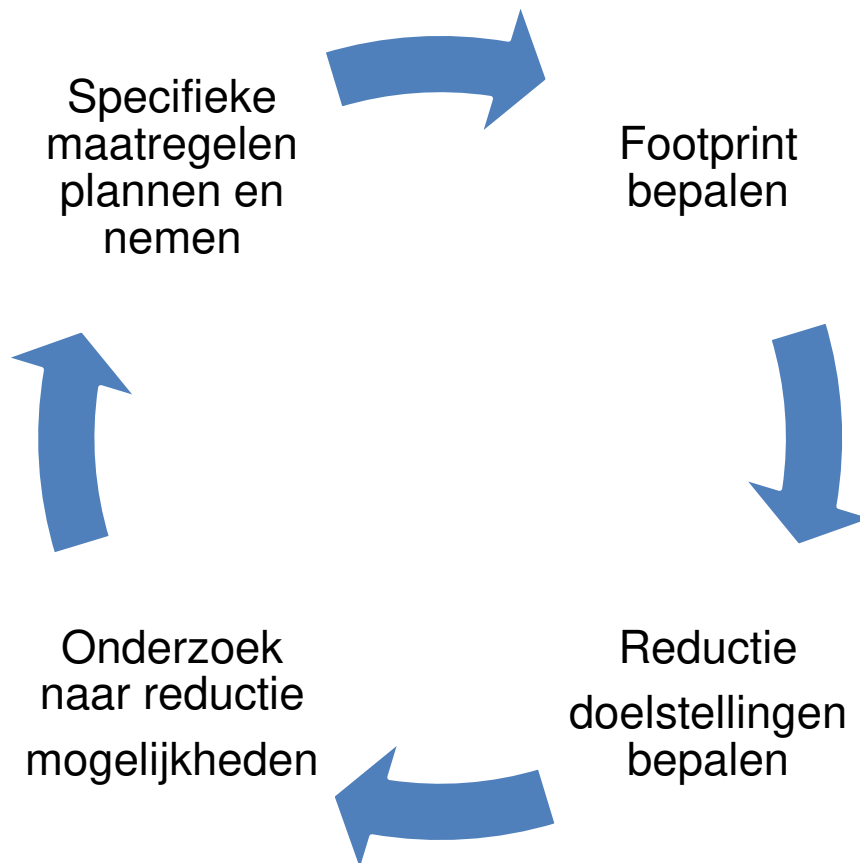 Specifieke
maatregelen
plannen en
nemen
Footprint
bepalen
Reductie
doelstellingen
bepalen
Onderzoek
naar reductie
mogelijkheden